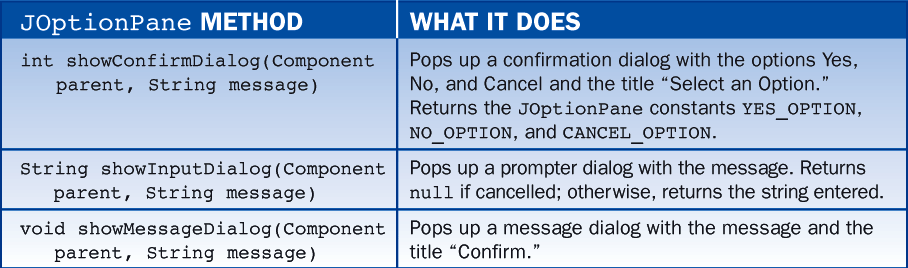 JOptionPane METHOD
WHAT IT DOES
int showConfirmDialog(Component
parent, String message)
Pops up a confirmation dialog with the options Yes,
No, and Cancel and the title “Select an Option.”
Returns the JOptionPane constants YES_OPTION,
NO_OPTION, and CANCEL_OPTION.
String showInputDialog(Component
parent, String message)
Pops up a prompter dialog with the message. Returns
null if cancelled; otherwise, returns the string entered.
void showMessageDialog(Component
parent, String message)
Pops up a message dialog with the message and the
title “Confirm.”